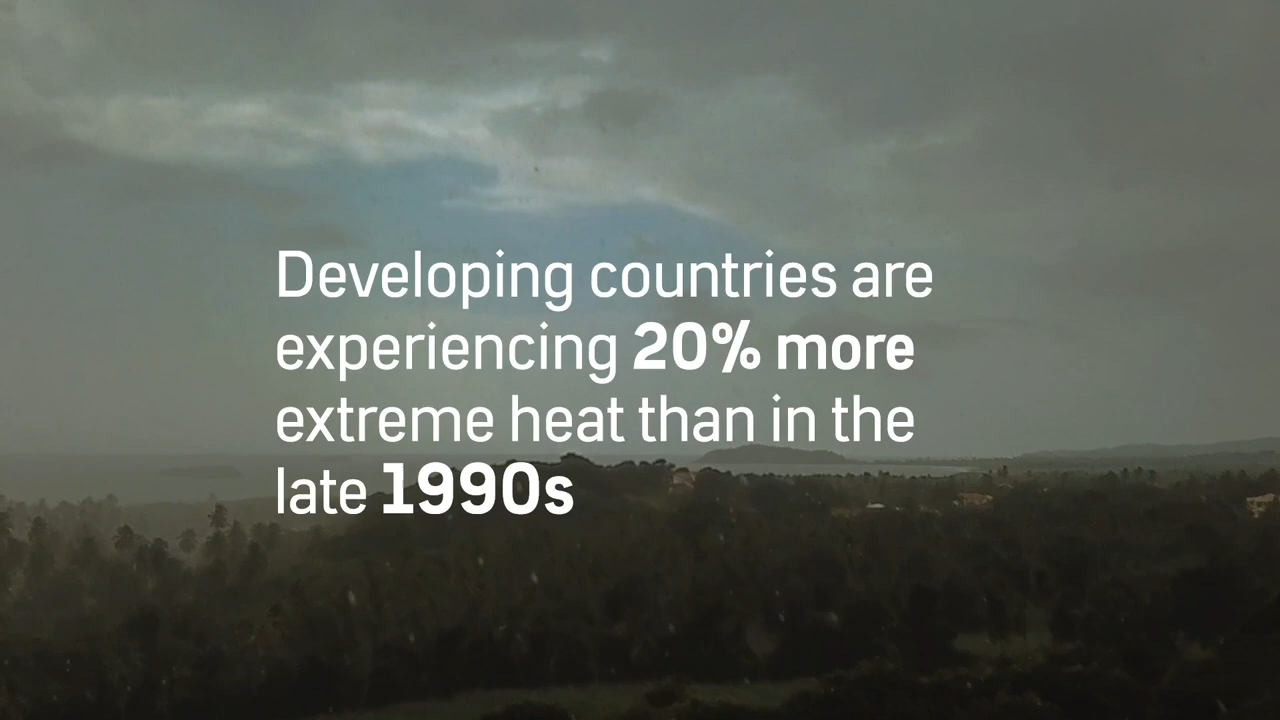 Developing countries are
experiencing 20% more
extreme heat than in the
late 1990s